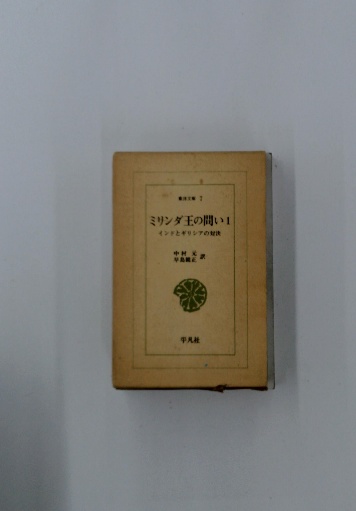 東洋文庫 7
ミリンダ王の問い 1
インドとギリシアの対決
中村 元
早島鏡正 訳
平凡社